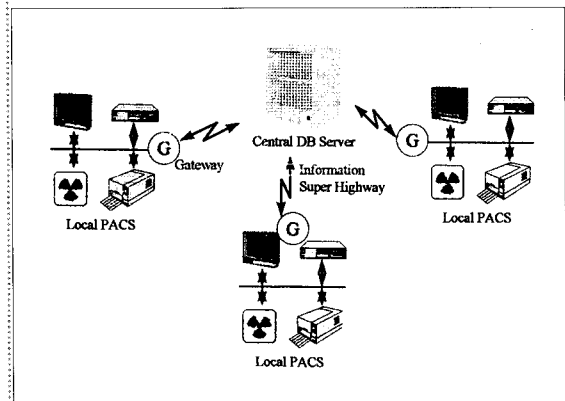 Central DB Server
G
Gateway
G
Information
Super Highway
Local PACS
G
Local PACS
Local PACS